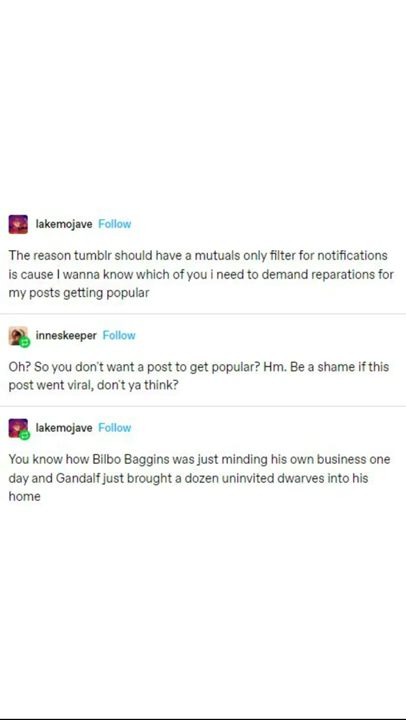 lakemojave Follow
The reason tumblr should have a mutuals only filter for notifications
is cause I wanna know which of you i need to demand reparations for
my posts getting popular
inneskeeper Follow
Oh? So you don't want a post to get popular? Hm. Be a shame if this
post went viral, don't ya think?
lakemojave Follow
You know how Bilbo Baggins was just minding his own business one
day and Gandalf just brought a dozen uninvited dwarves into his
home